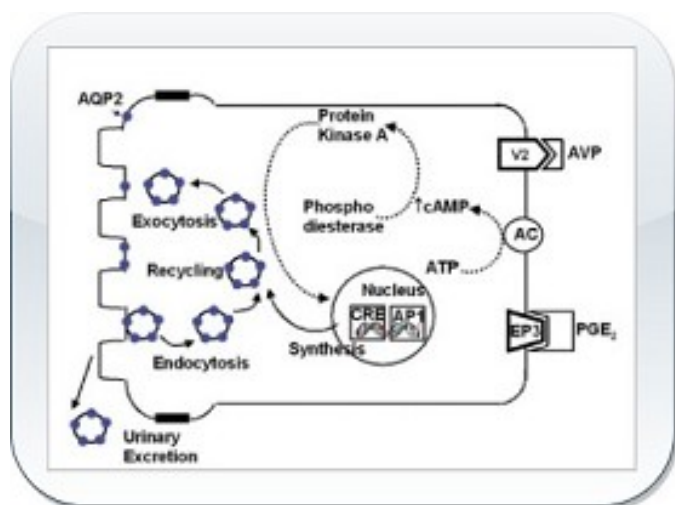 AQP2
Protein
Kinase A
V2
AVP
Exocytosis
Phospho
diesterase
↑cAMP
AC
ATP
Recycling
Nucleus
CRE
AP1
EP3
PGE₂
Synthesis
Endocytosis
Urinary
Excretion